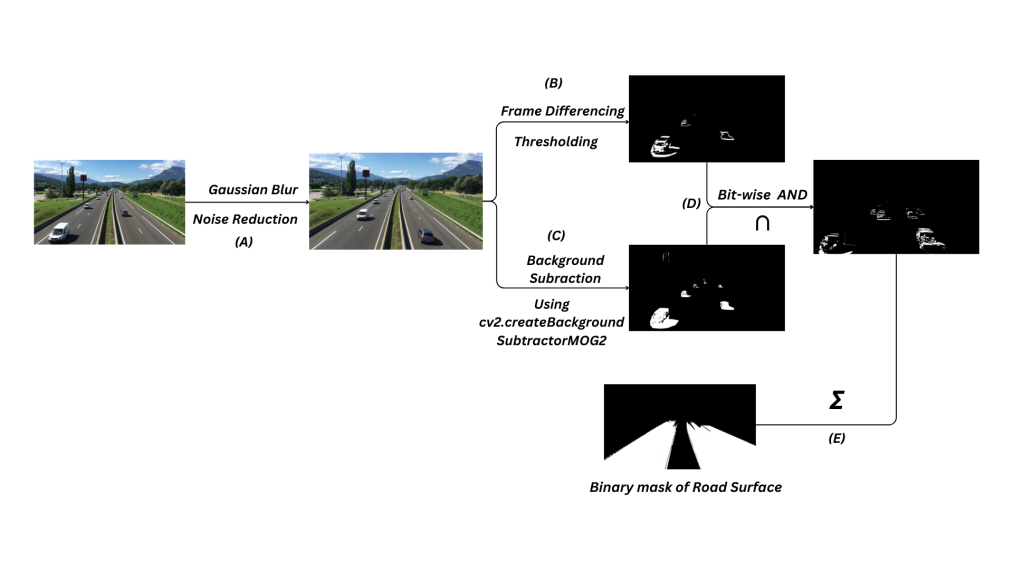 Gaussian Blur
Noise Reduction
(A)
(B)
Frame Differencing
Thresholding
(C)
Background
Subraction
Using
cv2.createBackground
SubtractorMOG2
(D)
Bit-wise AND
∩
Σ
(E)
Binary mask of Road Surface